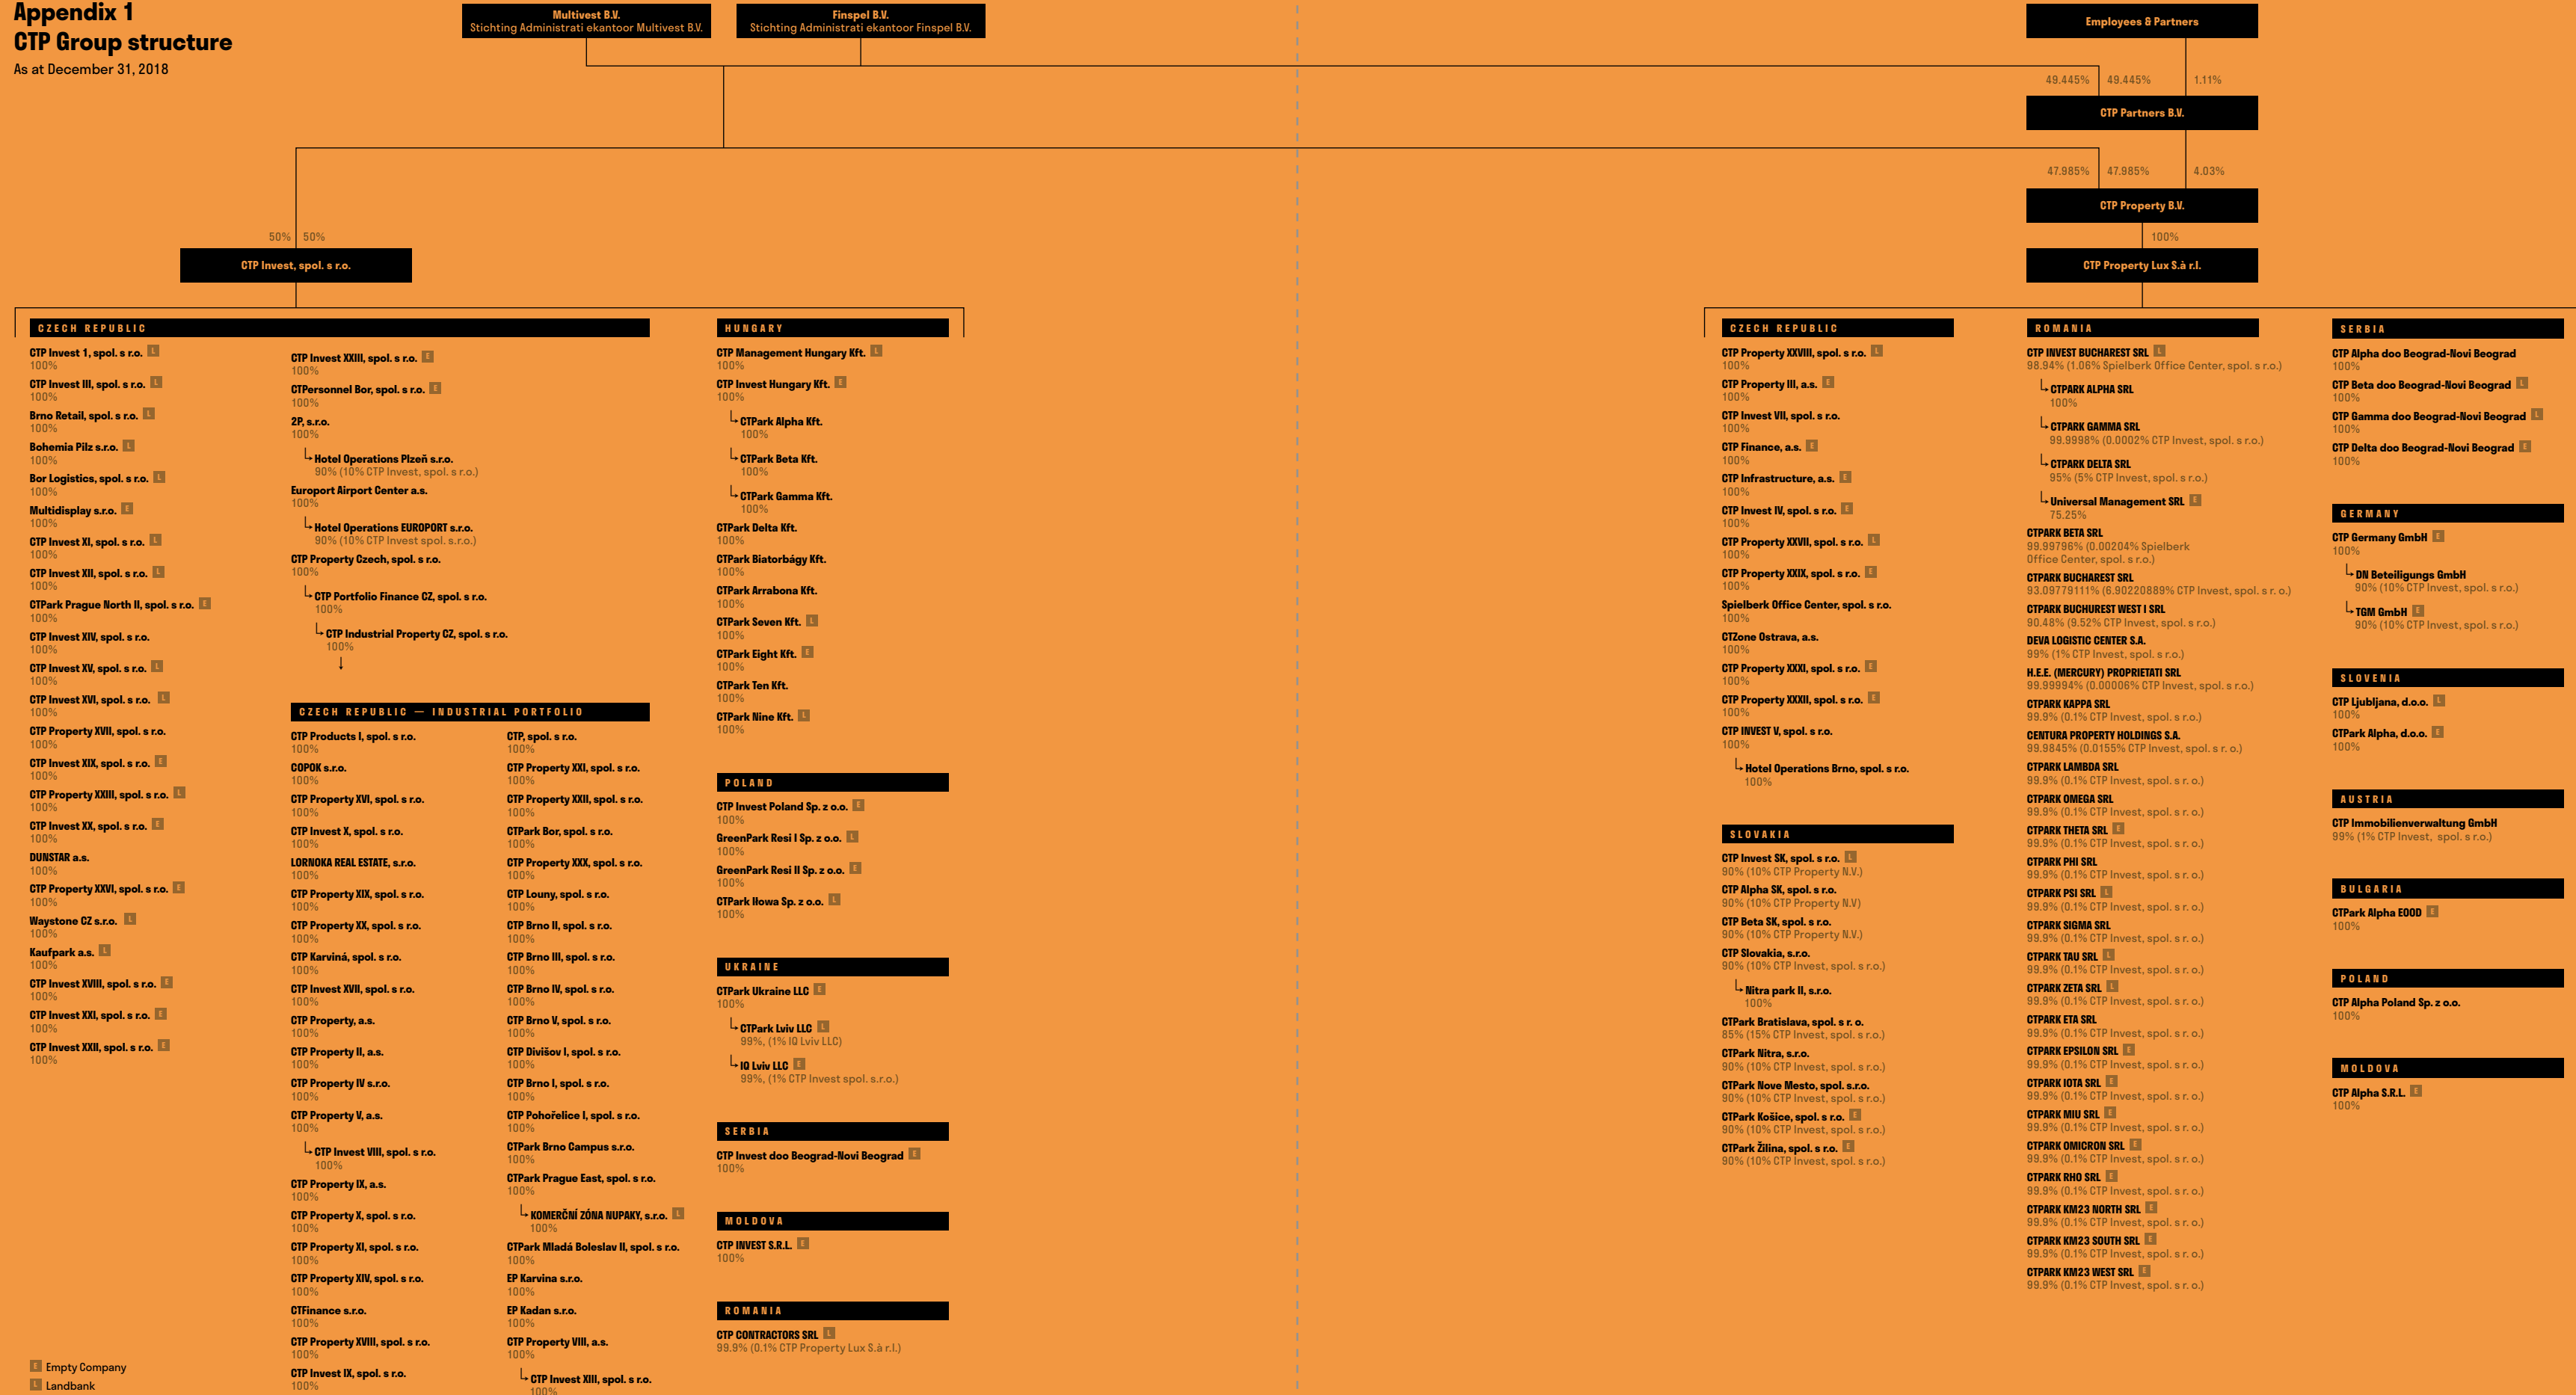 Appendix 1
CTP Group structure
As at December 31, 2018
Multivest B.V.
Stichting Administrati ekantoor Multivest B.V.
Finspel B.V.
Stichting Administrati ekantoor Finspel B.V.
Employees & Partners
49.445% 49.445% 1.11%
CTP Partners B.V.
47.985% 47.985% 4.03%
CTP Property B.V.
100%
CTP Property Lux S.à r.l.
50% 50%
CTP Invest, spol. s r.o.
CZECH REPUBLIC
CTP Invest 1, spol. s r.o. L
100%
CTP Invest III, spol. s r.o. L
100%
Brno Retail, spol. s r.o. L
100%
Bohemia Pilz s.r.o. L
100%
Bor Logistics, spol. s r.o. L
100%
Multidisplay s.r.o. E
100%
CTP Invest XI, spol. s r.o. L
100%
CTP Invest XII, spol. s r.o. L
100%
CTPark Prague North II, spol. s r.o. E
100%
CTP Invest XIV, spol. s r.o.
100%
CTP Invest XV, spol. s r.o. L
100%
CTP Invest XVI, spol. s r.o. L
100%
CTP Property XVII, spol. s r.o.
100%
CTP Invest XIX, spol. s r.o. E
100%
CTP Property XXIII, spol. s r.o. L
100%
CTP Invest XX, spol. s r.o. E
100%
DUNSTAR a.s.
100%
CTP Property XXVI, spol. s r.o. E
100%
Waystone CZ s.r.o. L
100%
Kaufpark a.s. L
100%
CTP Invest XVIII, spol. s r.o. E
100%
CTP Invest XXI, spol. s r.o. E
100%
CTP Invest XXII, spol. s r.o. E
100%
CTP Invest XXIII, spol. s r.o. E
100%
CTPersonnel Bor, spol. s r.o. E
100%
2P, s.r.o.
100%
Hotel Operations Plzeň s.r.o.
90% (10% CTP Invest, spol. s r.o.)
Europort Airport Center a.s.
100%
Hotel Operations EUROPORT s.r.o.
90% (10% CTP Invest spol. s.r.o.)
CTP Property Czech, spol. s r.o.
100%
CTP Portfolio Finance CZ, spol. s r.o.
100%
CTP Industrial Property CZ, spol. s r.o.
100%
CZECH REPUBLIC — INDUSTRIAL PORTFOLIO
CTP Products I, spol. s r.o.
100%
COPOK s.r.o.
100%
CTP Property XVI, spol. s r.o.
100%
CTP Invest X, spol. s r.o.
100%
LORNOKA REAL ESTATE, s.r.o.
100%
CTP Property XIX, spol. s r.o.
100%
CTP Property XX, spol. s r.o.
100%
CTP Karviná, spol. s r.o.
100%
CTP Invest XVII, spol. s r.o.
100%
CTP Property, a.s.
100%
CTP Property II, a.s.
100%
CTP Property IV s.r.o.
100%
CTP Property V, a.s.
100%
CTP Invest VIII, spol. s r.o.
100%
CTP Property IX, a.s.
100%
CTP Property X, spol. s r.o.
100%
CTP Property XI, spol. s r.o.
100%
CTP Property XIV, spol. s r.o.
100%
CTFinance s.r.o.
100%
CTP Property XVIII, spol. s r.o.
100%
CTP Invest IX, spol. s r.o.
100%
CTP, spol. s r.o.
100%
CTP Property XXI, spol. s r.o.
100%
CTP Property XXII, spol. s r.o.
100%
CTPark Bor, spol. s r.o.
100%
CTP Property XXX, spol. s r.o.
100%
CTP Louny, spol. s r.o.
100%
CTP Brno II, spol. s r.o.
100%
CTP Brno III, spol. s r.o.
100%
CTP Brno IV, spol. s r.o.
100%
CTP Brno V, spol. s r.o.
100%
CTP Divišov I, spol. s r.o.
100%
CTP Brno I, spol. s r.o.
100%
CTP Pohořelice I, spol. s r.o.
100%
CTPark Brno Campus s.r.o.
100%
CTPark Prague East, spol. s r.o.
100%
KOMERČNÍ ZÓNA NUPAKY, s.r.o. L
100%
CTPark Mladá Boleslav II, spol. s r.o.
100%
EP Karvina s.r.o.
100%
EP Kadan s.r.o.
100%
CTP Property VIII, a.s.
100%
CTP Invest XIII, spol. s r.o.
100%
HUNGARY
CTP Management Hungary Kft. L
100%
CTP Invest Hungary Kft. E
100%
CTPark Alpha Kft.
100%
CTPark Beta Kft.
100%
CTPark Gamma Kft.
100%
CTPark Delta Kft.
100%
CTPark Biatorbágy Kft.
100%
CTPark Arrabona Kft.
100%
CTPark Seven Kft. L
100%
CTPark Eight Kft. E
100%
CTPark Ten Kft.
100%
CTPark Nine Kft. L
100%
POLAND
CTP Invest Poland Sp. z o.o. E
100%
GreenPark Resi I Sp. z o.o. L
100%
GreenPark Resi II Sp. z o.o. E
100%
CTPark Iłowa Sp. z o.o. L
100%
UKRAINE
CTPark Ukraine LLC E
100%
CTPark Lviv LLC L
99%, (1% IQ Lviv LLC)
IQ Lviv LLC E
99%, (1% CTP Invest spol. s.r.o.)
SERBIA
CTP Invest doo Beograd-Novi Beograd E
100%
MOLDOVA
CTP INVEST S.R.L. E
100%
ROMANIA
CTP CONTRACTORS SRL L
99.9% (0.1% CTP Property Lux S.à r.l.)
CZECH REPUBLIC
CTP Property XXVIII, spol. s r.o. L
100%
CTP Property III, a.s. E
100%
CTP Invest VII, spol. s r.o.
100%
CTP Finance, a.s. E
100%
CTP Infrastructure, a.s. E
100%
CTP Invest IV, spol. s r.o. E
100%
CTP Property XXVII, spol. s r.o. L
100%
CTP Property XXIX, spol. s r.o. E
100%
Spielberk Office Center, spol. s r.o.
100%
CTZone Ostrava, a.s.
100%
CTP Property XXXI, spol. s r.o. E
100%
CTP Property XXXII, spol. s r.o. E
100%
CTP INVEST V, spol. s r.o.
100%
Hotel Operations Brno, spol. s r.o.
100%
SLOVAKIA
CTP Invest SK, spol. s r.o. L
90% (10% CTP Property N.V.)
CTP Alpha SK, spol. s r.o.
90% (10% CTP Property N.V)
CTP Beta SK, spol. s r.o.
90% (10% CTP Property N.V.)
CTP Slovakia, s.r.o.
90% (10% CTP Invest, spol. s r.o.)
Nitra park II, s.r.o.
100%
CTPark Bratislava, spol. s r. o.
85% (15% CTP Invest, spol. s r.o.)
CTPark Nitra, s.r.o.
90% (10% CTP Invest, spol. s r.o.)
CTPark Nove Mesto, spol. s.r.o.
90% (10% CTP Invest, spol. s r.o.)
CTPark Košice, spol. s r.o. E
90% (10% CTP Invest, spol. s r.o.)
CTPark Žilina, spol. s r.o. E
90% (10% CTP Invest, spol. s r.o.)
ROMANIA
CTP INVEST BUCHAREST SRL L
98.94% (1.06% Spielberk Office Center, spol. s r.o.)
CTPARK ALPHA SRL
100%
CTPARK GAMMA SRL
99.9998% (0.0002% CTP Invest, spol. s r.o.)
CTPARK DELTA SRL
95% (5% CTP Invest, spol. s r.o.)
Universal Management SRL E
75.25%
CTPARK BETA SRL
99.99796% (0.00204% Spielberk
Office Center, spol. s r.o.)
CTPARK BUCHAREST SRL
93.09779111% (6.90220889% CTP Invest, spol. s r. o.)
CTPARK BUCHUREST WEST I SRL
90.48% (9.52% CTP Invest, spol. s r.o.)
DEVA LOGISTIC CENTER S.A.
99% (1% CTP Invest, spol. s r.o.)
H.E.E. (MERCURY) PROPRIETATI SRL
99.99994% (0.00006% CTP Invest, spol. s r.o.)
CTPARK KAPPA SRL
99.9% (0.1% CTP Invest, spol. s r.o.)
CENTURA PROPERTY HOLDINGS S.A.
99.9845% (0.0155% CTP Invest, spol. s r. o.)
CTPARK LAMBDA SRL
99.9% (0.1% CTP Invest, spol. s r. o.)
CTPARK OMEGA SRL
99.9% (0.1% CTP Invest, spol. s r. o.)
CTPARK THETA SRL E
99.9% (0.1% CTP Invest, spol. s r. o.)
CTPARK PHI SRL
99.9% (0.1% CTP Invest, spol. s r. o.)
CTPARK PSI SRL L
99.9% (0.1% CTP Invest, spol. s r. o.)
CTPARK SIGMA SRL
99.9% (0.1% CTP Invest, spol. s r. o.)
CTPARK TAU SRL L
99.9% (0.1% CTP Invest, spol. s r. o.)
CTPARK ZETA SRL L
99.9% (0.1% CTP Invest, spol. s r. o.)
CTPARK ETA SRL
99.9% (0.1% CTP Invest, spol. s r. o.)
CTPARK EPSILON SRL E
99.9% (0.1% CTP Invest, spol. s r. o.)
CTPARK IOTA SRL E
99.9% (0.1% CTP Invest, spol. s r. o.)
CTPARK MIU SRL E
99.9% (0.1% CTP Invest, spol. s r. o.)
CTPARK OMICRON SRL E
99.9% (0.1% CTP Invest, spol. s r. o.)
CTPARK RHO SRL E
99.9% (0.1% CTP Invest, spol. s r. o.)
CTPARK KM23 NORTH SRL E
99.9% (0.1% CTP Invest, spol. s r. o.)
CTPARK KM23 SOUTH SRL E
99.9% (0.1% CTP Invest, spol. s r. o.)
CTPARK KM23 WEST SRL E
99.9% (0.1% CTP Invest, spol. s r. o.)
SERBIA
CTP Alpha doo Beograd-Novi Beograd
100%
CTP Beta doo Beograd-Novi Beograd L
100%
CTP Gamma doo Beograd-Novi Beograd L
100%
CTP Delta doo Beograd-Novi Beograd E
100%
GERMANY
CTP Germany GmbH E
100%
DN Beteiligungs GmbH
90% (10% CTP Invest, spol. s r.o.)
TGM GmbH E
90% (10% CTP Invest, spol. s r.o.)
SLOVENIA
CTP Ljubljana, d.o.o. L
100%
CTPark Alpha, d.o.o. E
100%
AUSTRIA
CTP Immobilienverwaltung GmbH
99% (1% CTP Invest, spol. s r.o.)
BULGARIA
CTPark Alpha EOOD E
100%
POLAND
CTP Alpha Poland Sp. z o.o.
100%
MOLDOVA
CTP Alpha S.R.L. E
100%
E Empty Company
L Landbank